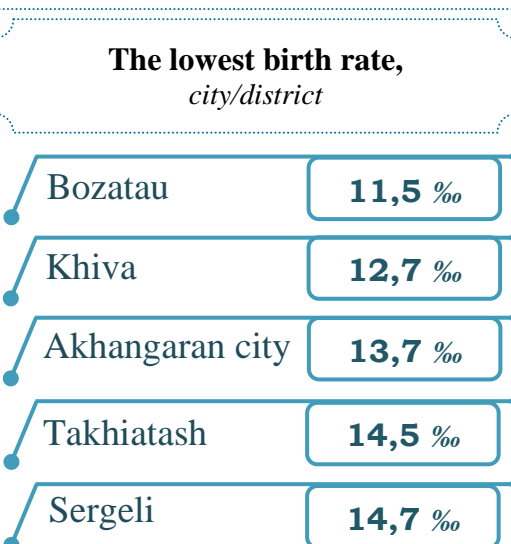 The lowest birth rate,
city/district
Bozatau 11,5 ‰
Khiva 12,7 ‰
Akhangaran city 13,7 ‰
Takhiatash 14,5 ‰
Sergeli 14,7 ‰